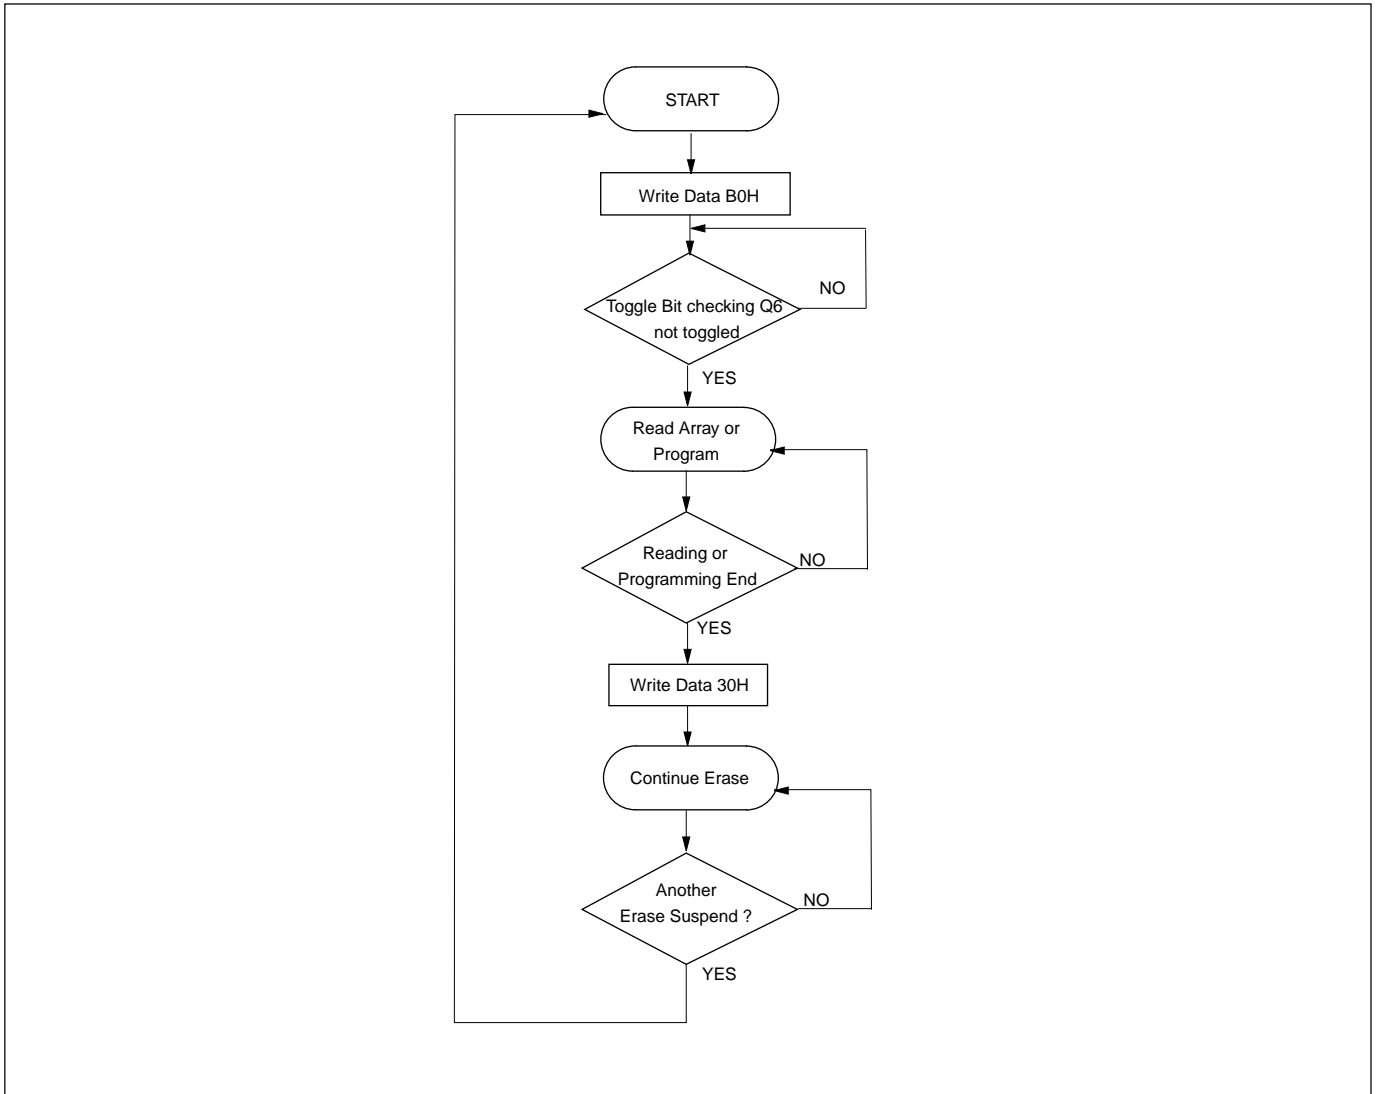 START
Write Data B0H
NO
Toggle Bit checking Q6
not toggled
YES
Read Array or
Program
Reading or
Programming End
NO
YES
Write Data 30H
Continue Erase
Another
Erase Suspend ?
NO
YES